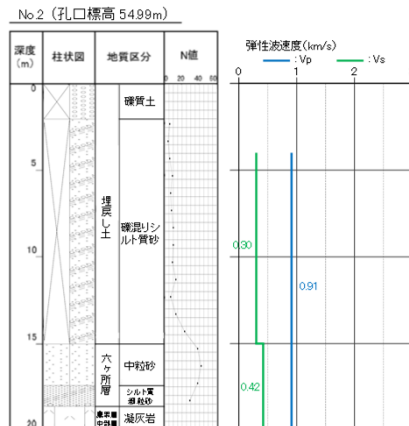 No.2 (孔口標高 54.99m)
深度
(m)
柱状図
地質区分
N値
0 20 40 60
弾性波速度(km/s)
: Vp : Vs
0 1 2
0
5
10
15
20
礫質土
埋戻し土
礫混りシルト質砂
六ヶ所層
中粒砂
シルト質
細粒砂
凝灰岩
0.30
0.91
0.42